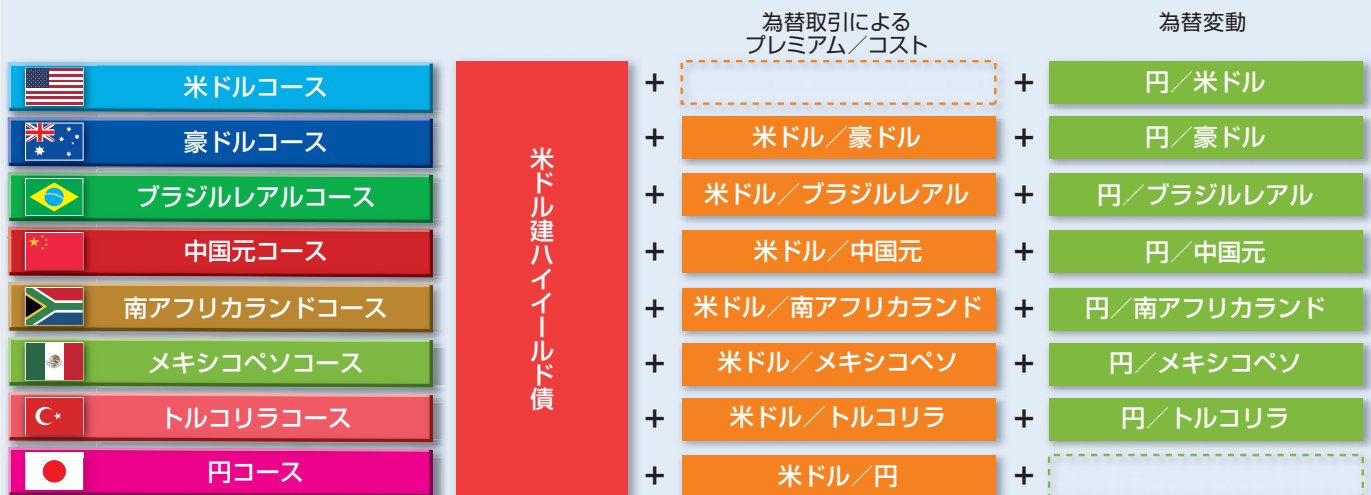 為替取引による
プレミアム／コスト
為替変動
米ドル建ハイイールド債
米ドルコース
+
+
円／米ドル
豪ドルコース
+
米ドル／豪ドル
+
円／豪ドル
ブラジルレアルコース
+
米ドル／ブラジルレアル
+
円／ブラジルレアル
中国元コース
+
米ドル／中国元
+
円／中国元
南アフリカランドコース
+
米ドル／南アフリカランド
+
円／南アフリカランド
メキシコペソコース
+
米ドル／メキシコペソ
+
円／メキシコペソ
トルコリラコース
+
米ドル／トルコリラ
+
円／トルコリラ
円コース
+
米ドル／円
+